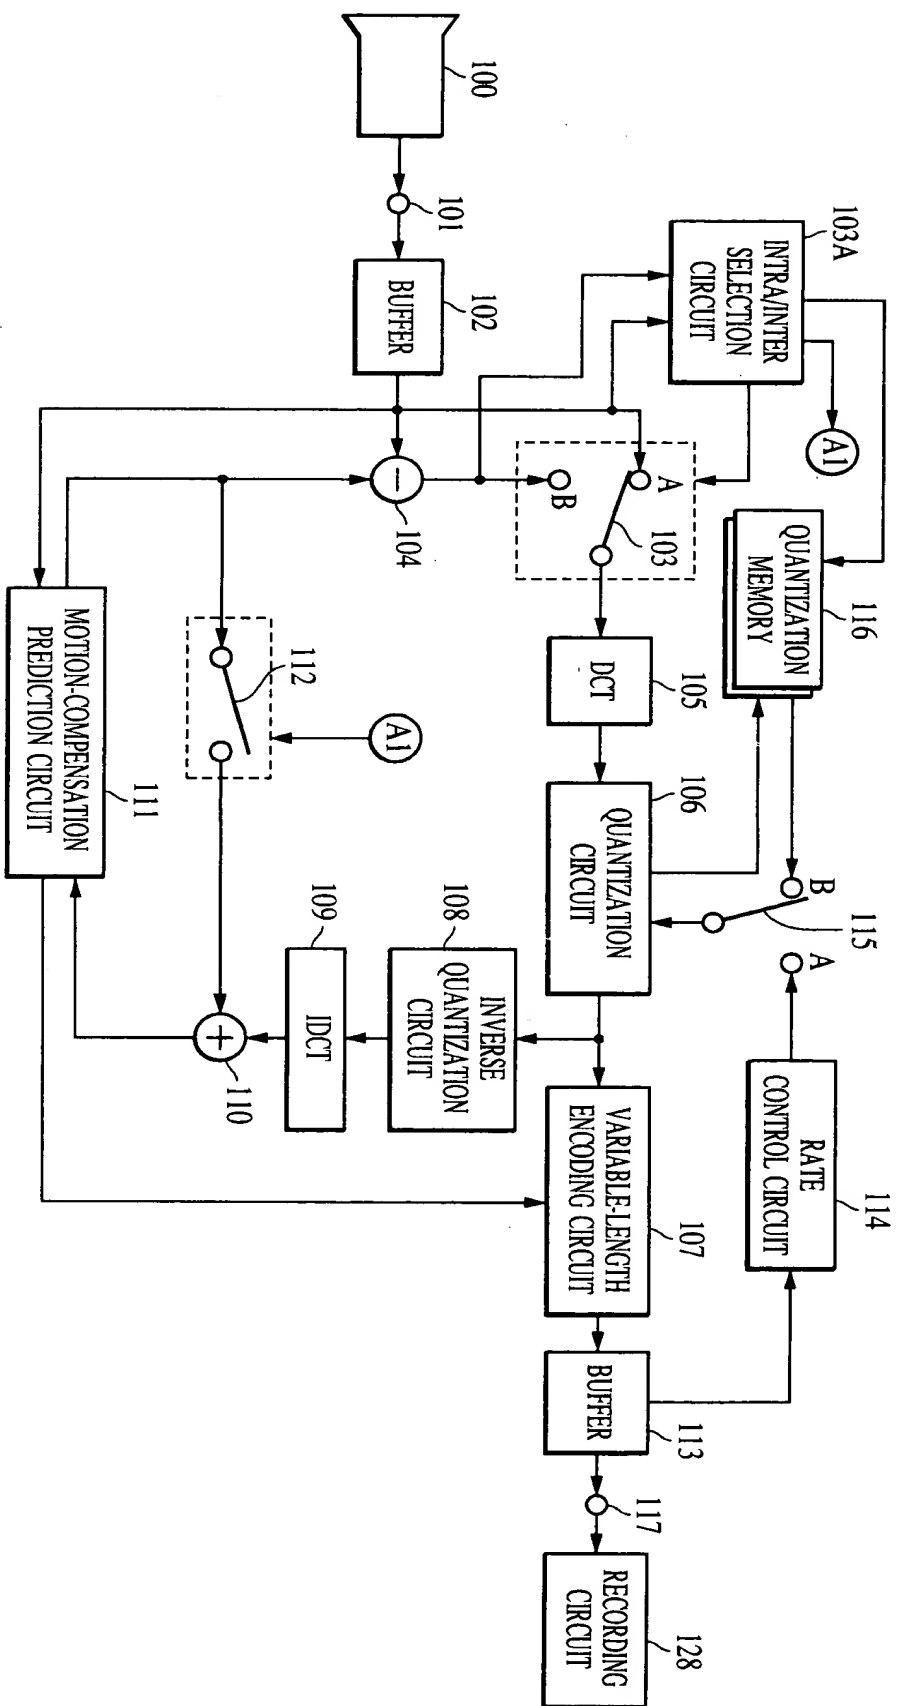 100
101
BUFFER
102
103A
INTRA/INTER
SELECTION
CIRCUIT
A1
A
B
103
104
QUANTIZATION
MEMORY
116
DCT
105
QUANTIZATION
CIRCUIT
106
B
A
115
RATE
CONTROL CIRCUIT
114
112
A1
MOTION-COMPENSATION
PREDICTION CIRCUIT
111
108
INVERSE
QUANTIZATION
CIRCUIT
109
IDCT
+
110
−
VARIABLE-LENGTH
ENCODING CIRCUIT
107
BUFFER
113
117
RECORDING
CIRCUIT
128